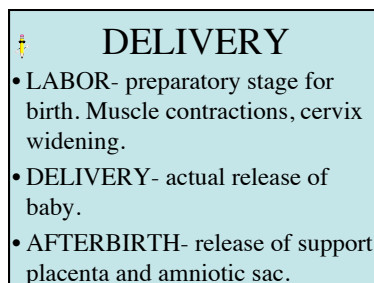 DELIVERY
• LABOR- preparatory stage for
birth. Muscle contractions, cervix
widening.
• DELIVERY- actual release of
baby.
• AFTERBIRTH- release of support
placenta and amniotic sac.